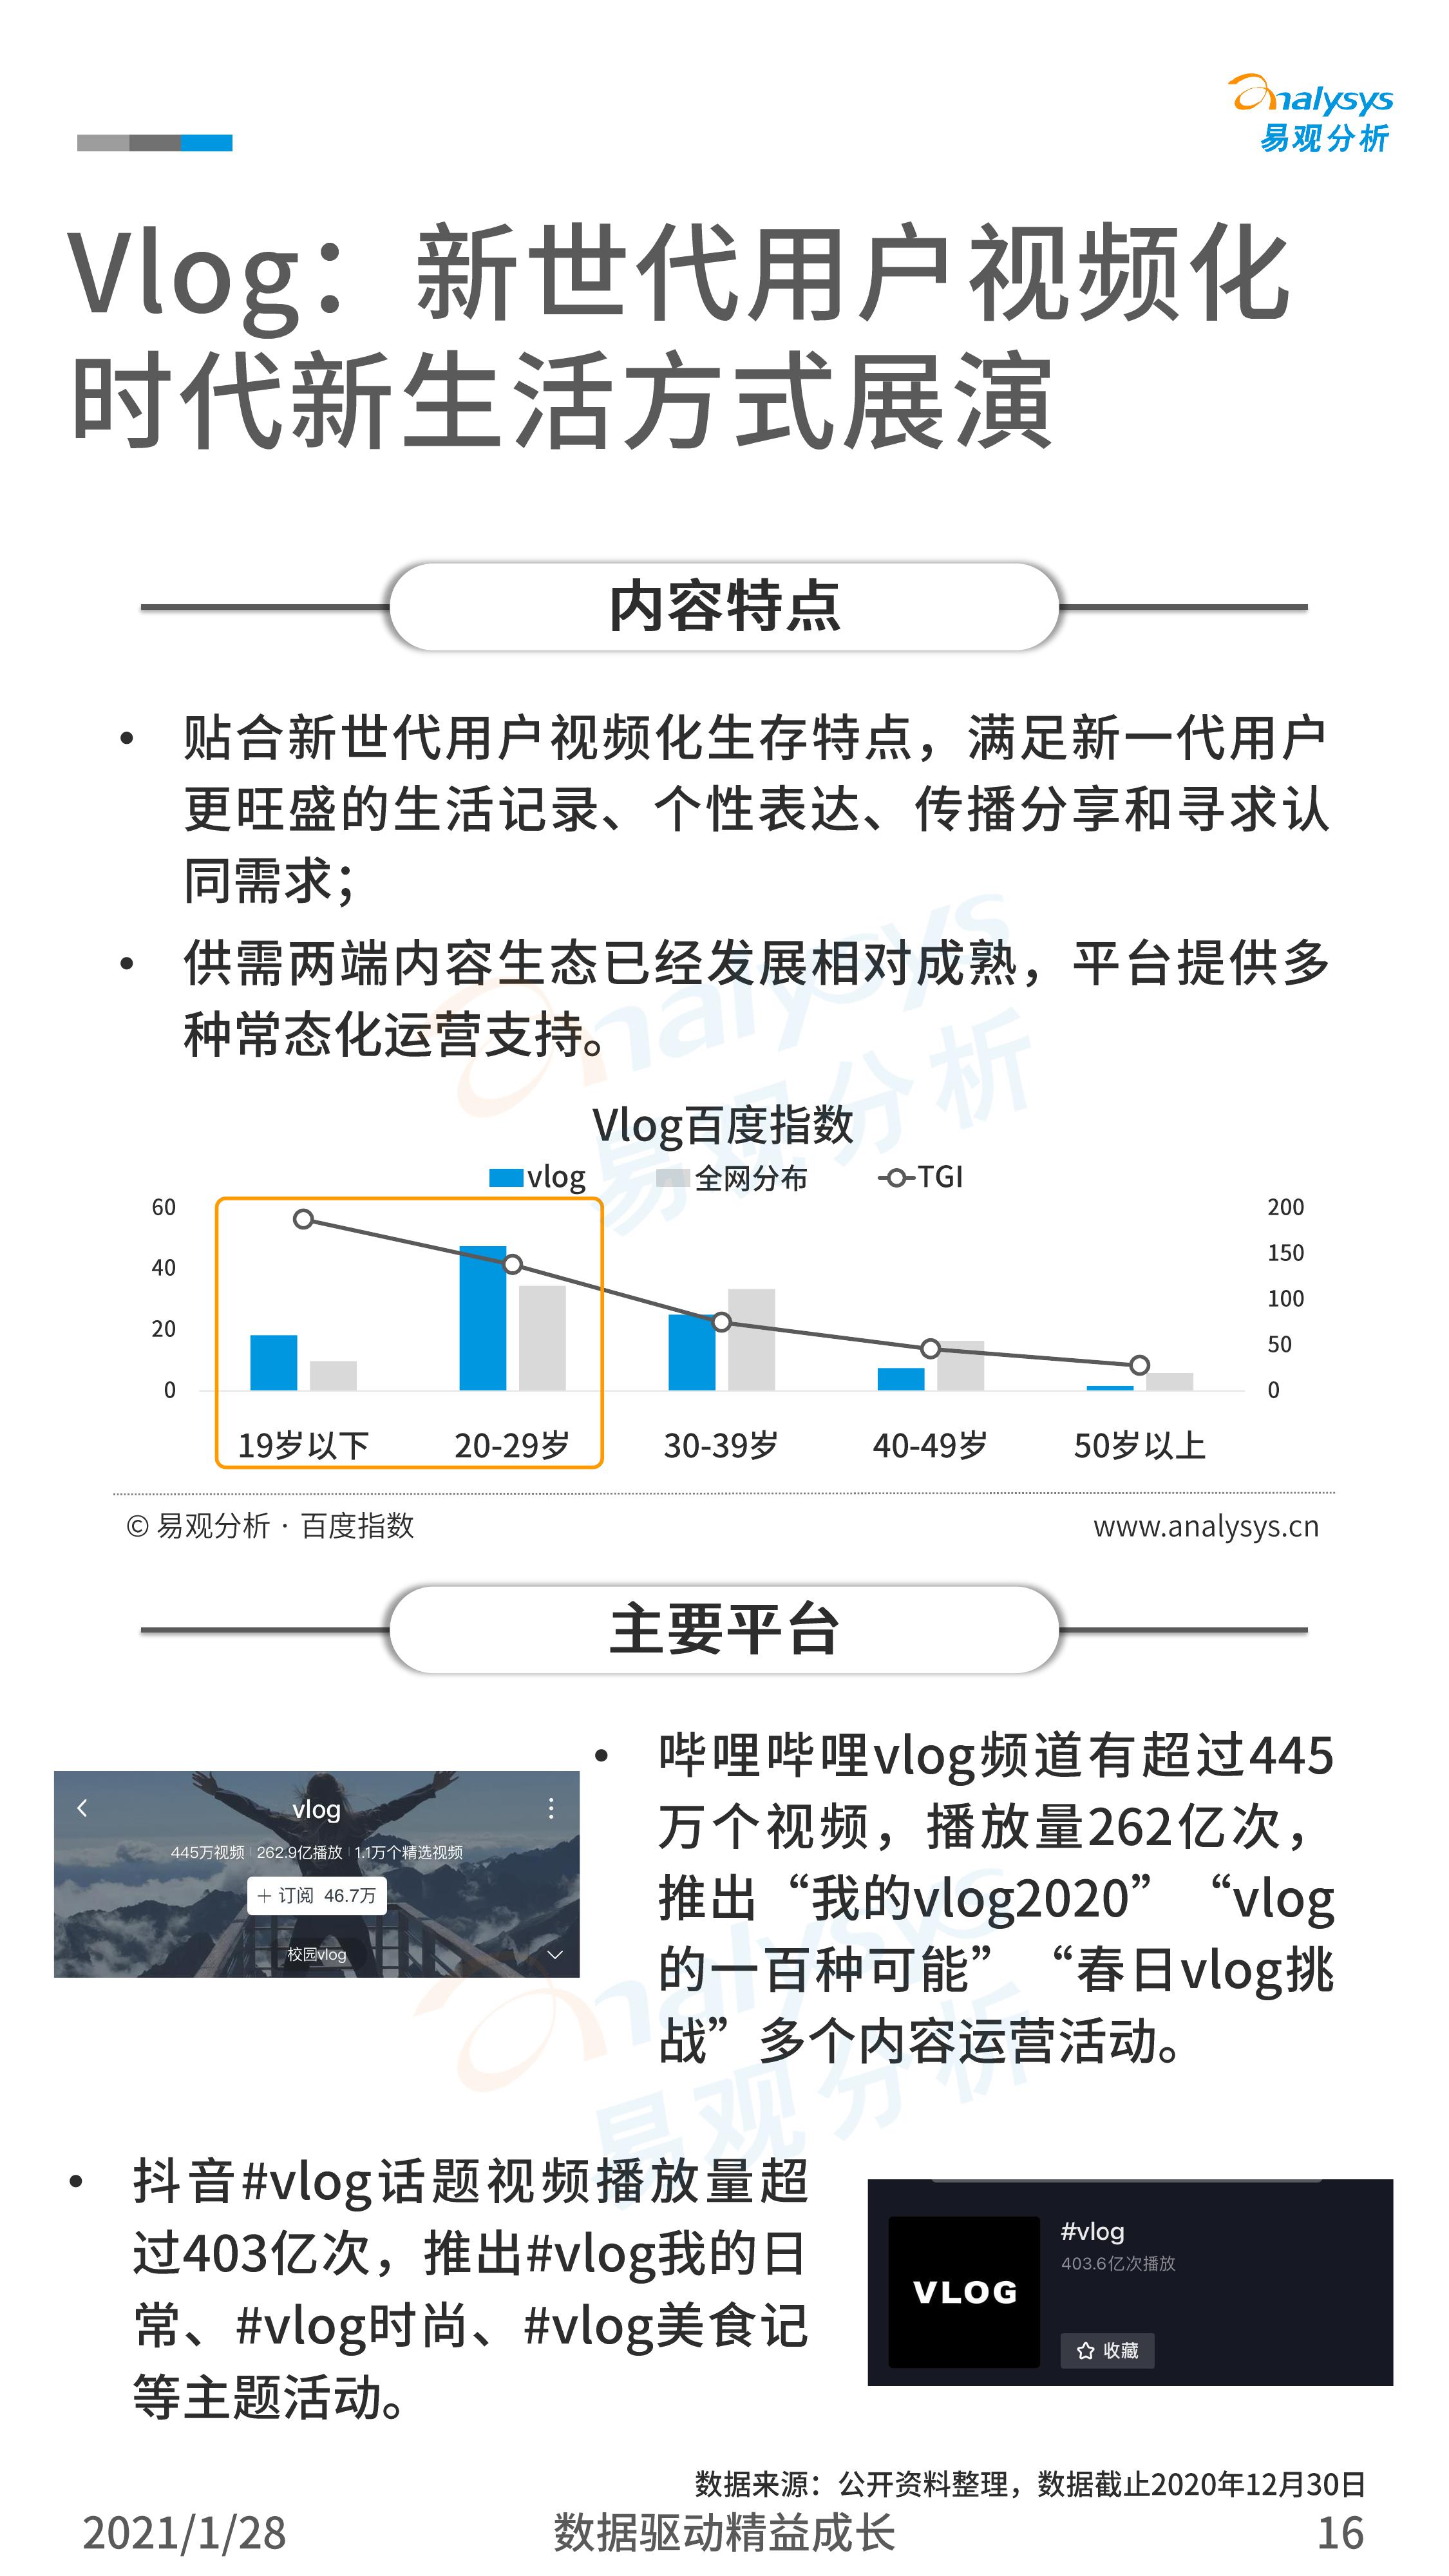 analysys
易观分析
Vlog：新世代用户视频化
时代新生活方式展演
内容特点
• 贴合新世代用户视频化生存特点，满足新一代用户
更旺盛的生活记录、个性表达、传播分享和寻求认
同需求；
• 供需两端内容生态已经发展相对成熟，平台提供多
种常态化运营支持。
Vlog百度指数
vlog 全网分布 TGI
60
40
20
0
200
150
100
50
0
19岁以下 20-29岁 30-39岁 40-49岁 50岁以上
© 易观分析 · 百度指数 www.analysys.cn
主要平台
vlog
445万视频 262.9亿播放 1.1万个精选视频
+ 订阅 46.7万
校园vlog
• 哔哩哔哩vlog频道有超过445
万个视频，播放量262亿次，
推出“我的vlog2020” “vlog
的一百种可能” “春日vlog挑
战”多个内容运营活动。
• 抖音#vlog话题视频播放量超
过403亿次，推出#vlog我的日
常、#vlog时尚、#vlog美食记
等主题活动。
VLOG
#vlog
403.6亿次播放
收藏
数据来源：公开资料整理，数据截止2020年12月30日
2021/1/28 数据驱动精益成长 16
analysys
易观分析
analysys
易观分析